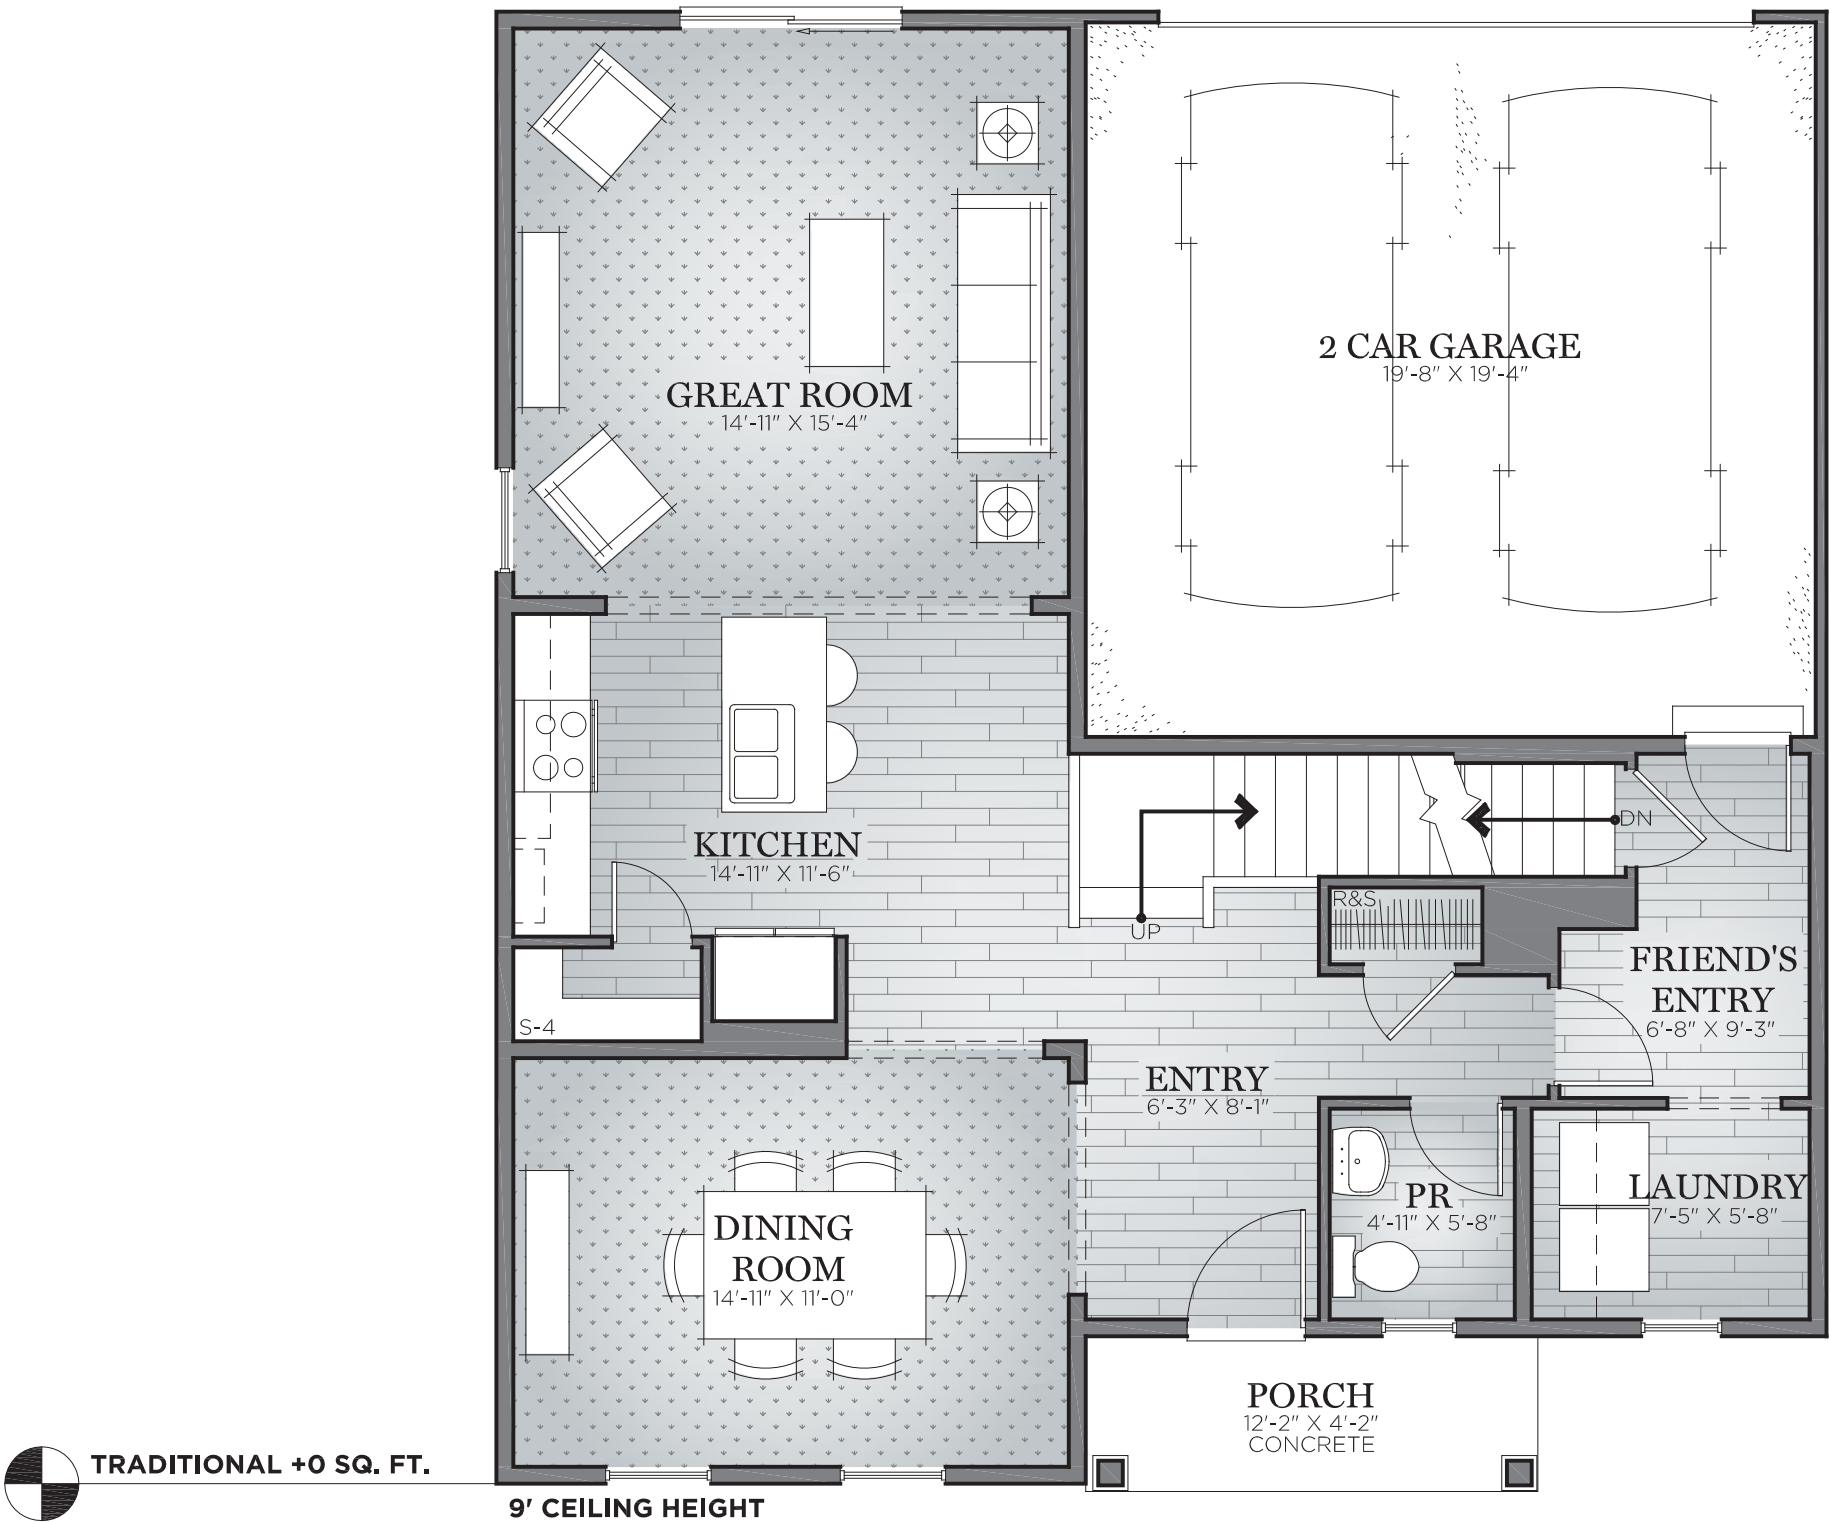 GREAT ROOM
14'-11" X 15'-4"
2 CAR GARAGE
19'-8" X 19'-4"
KITCHEN
14'-11" X 11'-6"
DN
UP
R&S
S-4
FRIEND'S
ENTRY
6'-8" X 9'-3"
ENTRY
6'-3" X 8'-1"
PR
4'-11" X 5'-8"
LAUNDRY
7'-5" X 5'-8"
DINING
ROOM
14'-11" X 11'-0"
PORCH
12'-2" X 4'-2"
CONCRETE
TRADITIONAL +0 SQ. FT.
9' CEILING HEIGHT